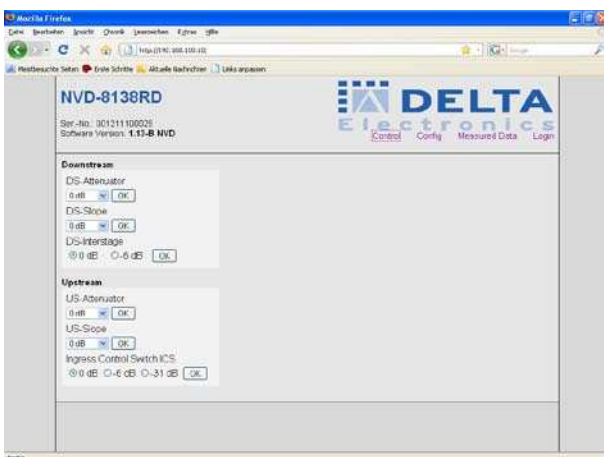 Mozilla Firefox
Datei Bearbeiten Ansicht Chronik Lesezeichen Extras Hilfe
Meistbesuchte Seiten Erste Schritte Aktuelle Nachrichten Links anpassen
NVD-8138RD
DELTA
Electronics
Ser.-No.: 001211100026
Software Version: 1.13-B NVD
Control Config Measured Data Login
Downstream
DS-Attenuator
0 dB OK
DS-Slope
0 dB OK
DS-Interstage
0 dB -6 dB OK
Upstream
US-Attenuator
0 dB OK
US-Slope
0 dB OK
Ingress Control Switch ICS
0 dB -6 dB -31 dB OK